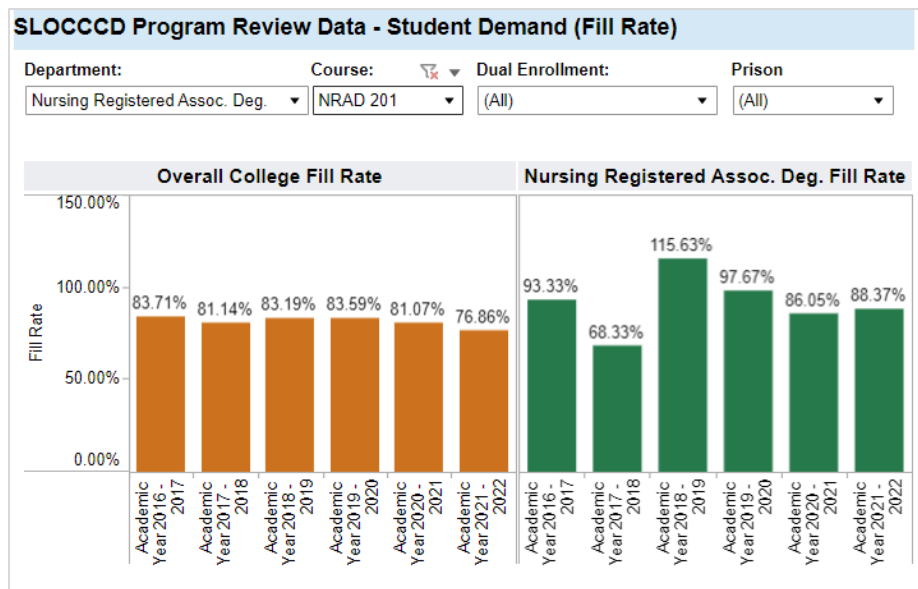 SLOCCCD Program Review Data - Student Demand (Fill Rate)
Department: Course: Dual Enrollment: Prison
Nursing Registered Assoc. Deg. NRAD 201 (All) (All)
Overall College Fill Rate
Nursing Registered Assoc. Deg. Fill Rate
Fill Rate
150.00%
100.00%
50.00%
0.00%
83.71%
81.14%
83.19%
83.59%
81.07%
76.86%
93.33%
68.33%
115.63%
97.67%
86.05%
88.37%
Academic
Year 2016 -
2017
Academic
Year 2017 -
2018
Academic
Year 2018 -
2019
Academic
Year 2019 -
2020
Academic
Year 2020 -
2021
Academic
Year 2021 -
2022
Academic
Year 2016 -
2017
Academic
Year 2017 -
2018
Academic
Year 2018 -
2019
Academic
Year 2019 -
2020
Academic
Year 2020 -
2021
Academic
Year 2021 -
2022